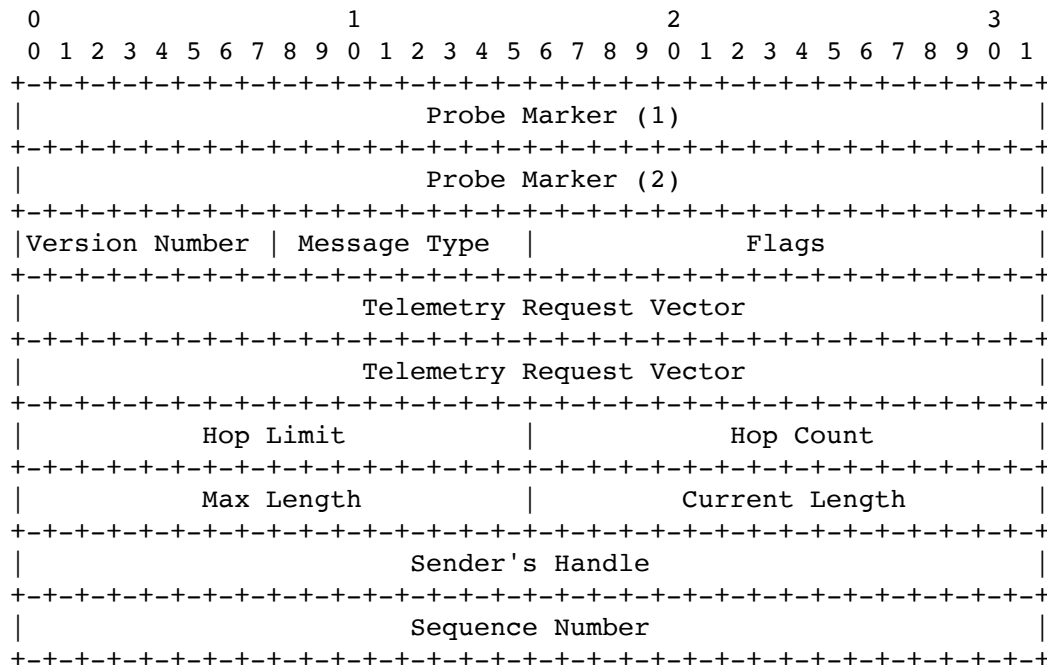 0                   1                   2                   3
0 1 2 3 4 5 6 7 8 9 0 1 2 3 4 5 6 7 8 9 0 1 2 3 4 5 6 7 8 9 0 1
+-+-+-+-+-+-+-+-+-+-+-+-+-+-+-+-+-+-+-+-+-+-+-+-+-+-+-+-+-+-+-+-+
|                         Probe Marker (1)                      |
+-+-+-+-+-+-+-+-+-+-+-+-+-+-+-+-+-+-+-+-+-+-+-+-+-+-+-+-+-+-+-+-+
|                         Probe Marker (2)                      |
+-+-+-+-+-+-+-+-+-+-+-+-+-+-+-+-+-+-+-+-+-+-+-+-+-+-+-+-+-+-+-+-+
|Version Number | Message Type  |             Flags             |
+-+-+-+-+-+-+-+-+-+-+-+-+-+-+-+-+-+-+-+-+-+-+-+-+-+-+-+-+-+-+-+-+
|                     Telemetry Request Vector                  |
+-+-+-+-+-+-+-+-+-+-+-+-+-+-+-+-+-+-+-+-+-+-+-+-+-+-+-+-+-+-+-+-+
|                     Telemetry Request Vector                  |
+-+-+-+-+-+-+-+-+-+-+-+-+-+-+-+-+-+-+-+-+-+-+-+-+-+-+-+-+-+-+-+-+
|           Hop Limit           |            Hop Count          |
+-+-+-+-+-+-+-+-+-+-+-+-+-+-+-+-+-+-+-+-+-+-+-+-+-+-+-+-+-+-+-+-+
|           Max Length          |         Current Length        |
+-+-+-+-+-+-+-+-+-+-+-+-+-+-+-+-+-+-+-+-+-+-+-+-+-+-+-+-+-+-+-+-+
|                        Sender's Handle                        |
+-+-+-+-+-+-+-+-+-+-+-+-+-+-+-+-+-+-+-+-+-+-+-+-+-+-+-+-+-+-+-+-+
|                        Sequence Number                        |
+-+-+-+-+-+-+-+-+-+-+-+-+-+-+-+-+-+-+-+-+-+-+-+-+-+-+-+-+-+-+-+-+